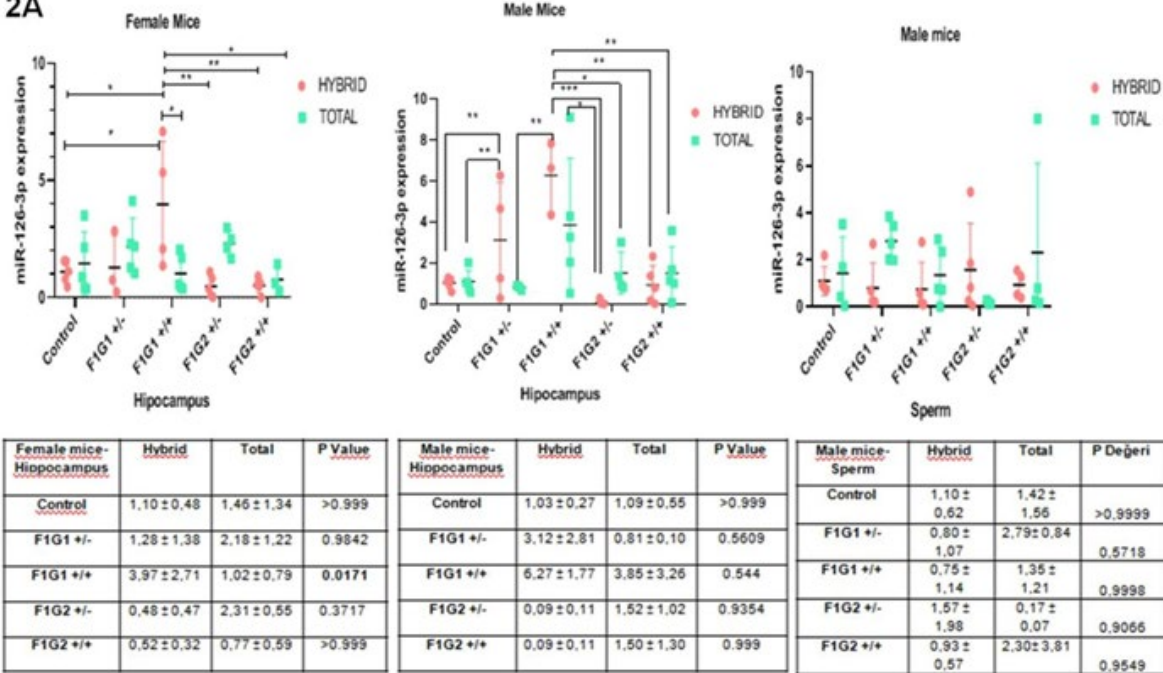 2A
Female Mice
miR-126-3p expression
10
5
0
* 
**
**
*
*
*
HYBRID
TOTAL
Control
F1G1 +/-
F1G1 +/+
F1G2 +/-
F1G2 +/+
Hipocampus
Male Mice
miR-126-3p expression
10
8
6
4
2
0
**
**
**
**
**
*
***
*
HYBRID
TOTAL
Control
F1G1 +/-
F1G1 +/+
F1G2 +/-
F1G2 +/+
Hipocampus
Male mice
miR-126-3p expression
10
8
6
4
2
0
HYBRID
TOTAL
Control
F1G1 +/-
F1G1 +/+
F1G2 +/-
F1G2 +/+
Sperm
Female mice- Hybrid Total P Value
Hippocampus
Control 1,10±0,48 1,46±1,34 >0.999
F1G1 +/- 1,28±1,38 2,18±1,22 0.9842
F1G1 +/+ 3,97±2,71 1,02±0,79 0.0171
F1G2 +/- 0,48±0,47 2,31±0,55 0.3717
F1G2 +/+ 0,52±0,32 0,77±0,59 >0.999
Male mice- Hybrid Total P Value
Hippocampus
Control 1,03±0,27 1,09±0,55 >0.999
F1G1 +/- 3,12±2,81 0,81±0,10 0.5609
F1G1 +/+ 6,27±1,77 3,85±3,26 0.544
F1G2 +/- 0,09±0,11 1,52±1,02 0.9354
F1G2 +/+ 0,09±0,11 1,50±1,30 0.999
Male mice- Hybrid Total P Değeri
Sperm
Control 1,10± 1,42±
0,62 1,56 >0,9999
F1G1 +/- 0,80± 2,79±0,84
1,07 0,5718
F1G1 +/+ 0,75± 1,35±
1,14 1,21 0,9998
F1G2 +/- 1,57± 0,17±
1,98 0,07 0,9066
F1G2 +/+ 0,93± 2,30±3,81
0,57 0,9549